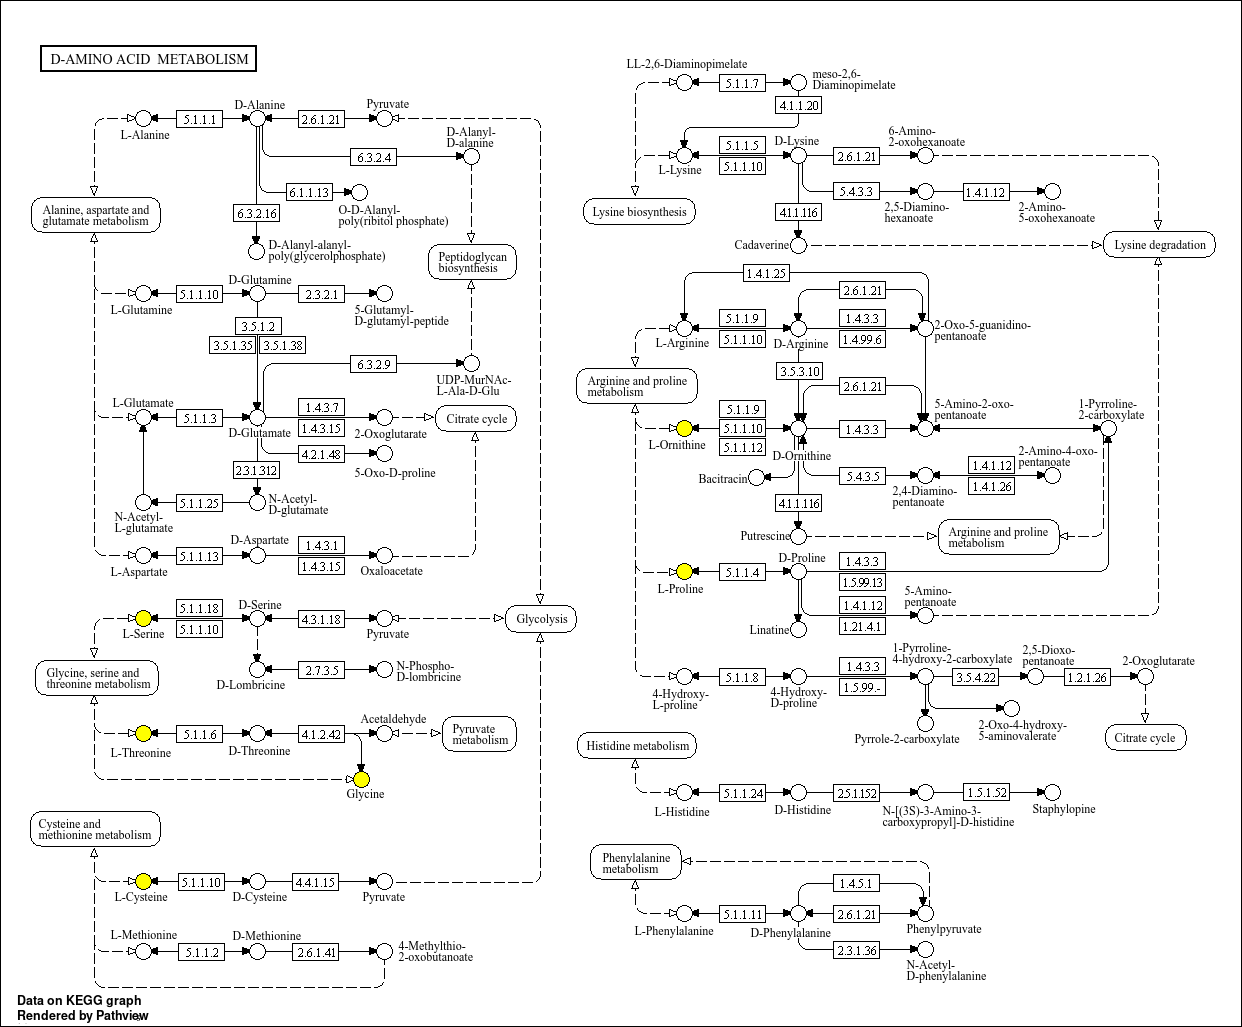 D-AMINO ACID METABOLISM
L-Alanine
5.1.1.1
D-Alanine
2.6.1.21
Pyruvate
D-Alanyl-
D-alanine
6.3.2.4
6.1.1.13
O-D-Alanyl-
poly(ribitol phosphate)
6.3.2.16
D-Alanyl-alanyl-
poly(glycerolphosphate)
Alanine, aspartate and
glutamate metabolism
Peptidoglycan
biosynthesis
L-Glutamine
5.1.1.10
D-Glutamine
2.3.2.1
5-Glutamyl-
D-glutamyl-peptide
3.5.1.2
3.5.1.35
3.5.1.38
6.3.2.9
UDP-MurNAc-
L-Ala-D-Glu
L-Glutamate
5.1.1.3
D-Glutamate
1.4.3.7
1.4.3.15
2-Oxoglutarate
Citrate cycle
4.2.1.48
5-Oxo-D-proline
2.3.1.312
N-Acetyl-
L-glutamate
5.1.1.25
N-Acetyl-
D-glutamate
L-Aspartate
5.1.1.13
D-Aspartate
1.4.3.1
1.4.3.15
Oxaloacetate
L-Serine
5.1.1.18
5.1.1.10
D-Serine
4.3.1.18
Pyruvate
Glycolysis
D-Lombricine
2.7.3.5
N-Phospho-
D-lombricine
Glycine, serine and
threonine metabolism
L-Threonine
5.1.1.6
D-Threonine
4.1.2.42
Acetaldehyde
Pyruvate
metabolism
Glycine
Cysteine and
methionine metabolism
L-Cysteine
5.1.1.10
D-Cysteine
4.4.1.15
Pyruvate
L-Methionine
5.1.1.2
D-Methionine
2.6.1.41
4-Methylthio-
2-oxobutanoate
LL-2,6-Diaminopimelate
5.1.1.7
meso-2,6-
Diaminopimelate
4.1.1.20
L-Lysine
5.1.1.5
5.1.1.10
D-Lysine
2.6.1.21
6-Amino-
2-oxohexanoate
5.4.3.3
2,5-Diamino-
hexanoate
1.4.1.12
2-Amino-
5-oxohexanoate
Lysine biosynthesis
4.1.1.116
Cadaverine
Lysine degradation
1.4.1.25
2.6.1.21
L-Arginine
5.1.1.9
5.1.1.10
D-Arginine
1.4.3.3
1.4.99.6
2-Oxo-5-guanidino-
pentanoate
Arginine and proline
metabolism
3.5.3.10
2.6.1.21
L-Ornithine
5.1.1.9
5.1.1.10
5.1.1.12
D-Ornithine
1.4.3.3
5-Amino-2-oxo-
pentanoate
1-Pyrroline-
2-carboxylate
Bacitracin
5.4.3.5
2,4-Diamino-
pentanoate
1.4.1.12
1.4.1.26
2-Amino-4-oxo-
pentanoate
4.1.1.116
Putrescine
Arginine and proline
metabolism
L-Proline
5.1.1.4
D-Proline
1.4.3.3
1.5.99.13
1.4.1.12
1.21.4.1
5-Amino-
pentanoate
Linatine
4-Hydroxy-
L-proline
5.1.1.8
4-Hydroxy-
D-proline
1.4.3.3
1.5.99.-
1-Pyrroline-
4-hydroxy-2-carboxylate
3.5.4.22
2,5-Dioxo-
pentanoate
1.2.1.26
2-Oxoglutarate
Pyrrole-2-carboxylate
2-Oxo-4-hydroxy-
5-aminovalerate
Citrate cycle
Histidine metabolism
L-Histidine
5.1.1.24
D-Histidine
2.5.1.152
N-[(3S)-3-Amino-3-
carboxypropyl]-D-histidine
1.5.1.52
Staphylopine
Phenylalanine
metabolism
L-Phenylalanine
5.1.1.11
D-Phenylalanine
1.4.5.1
2.6.1.21
Phenylpyruvate
2.3.1.36
N-Acetyl-
D-phenylalanine
Data on KEGG graph
Rendered by Pathview